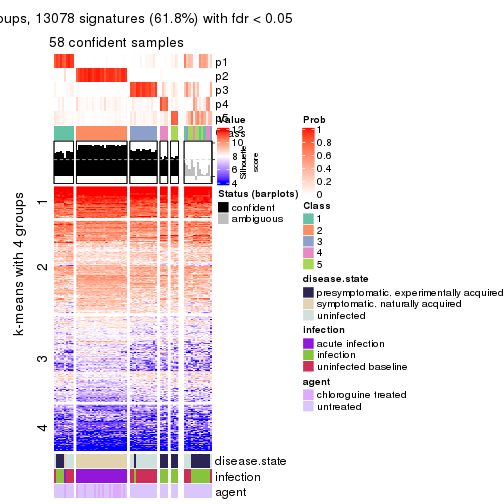 oups, 13078 signatures (61.8%) with fdr < 0.05
58 confident samples
p1
p2
p3
p4
p5
Class
Silhouette
score
k-means with 4 groups
1
2
3
4
disease.state
infection
agent
Value
12
10
8
6
4
Status (barplots)
confident
ambiguous
Prob
1
0.8
0.6
0.4
0.2
0
Class
1
2
3
4
5
disease.state
presymptomatic, experimentally acquired
symptomatic, naturally acquired
uninfected
infection
acute infection
infection
uninfected baseline
agent
chloroguine treated
untreated